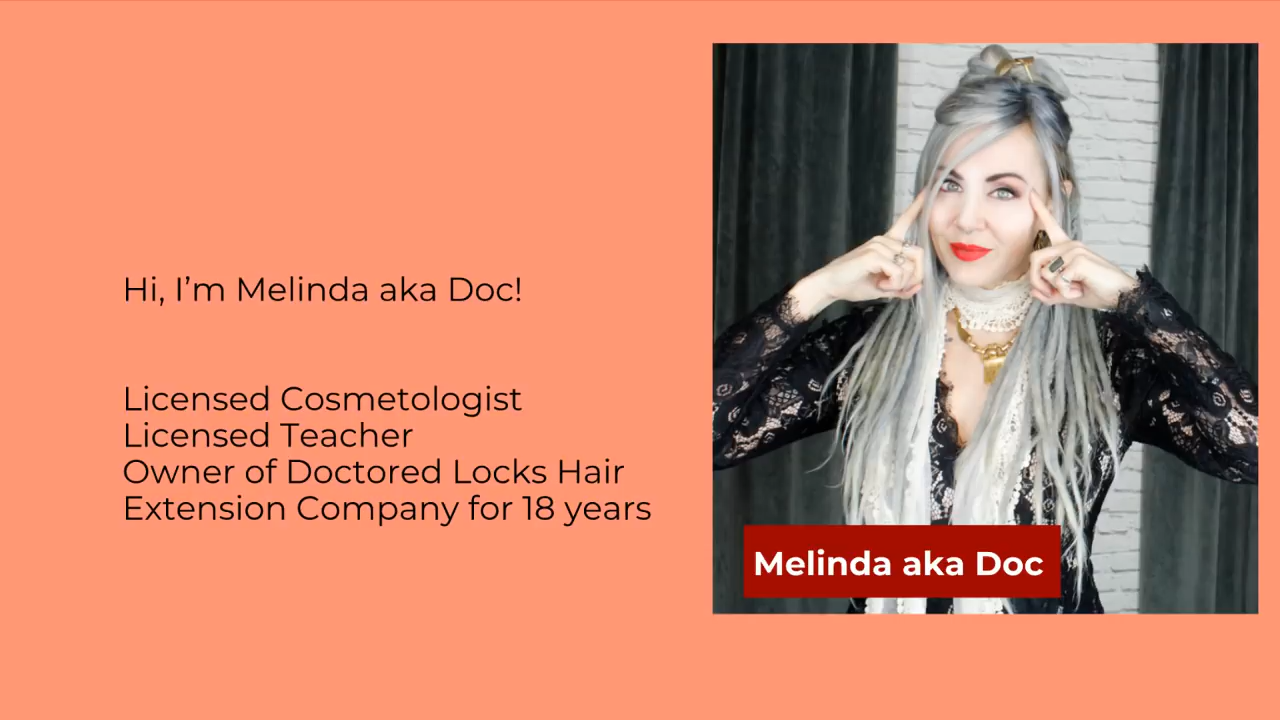 Hi, I’m Melinda aka Doc!
Licensed Cosmetologist
Licensed Teacher
Owner of Doctored Locks Hair
Extension Company for 18 years
Melinda aka Doc